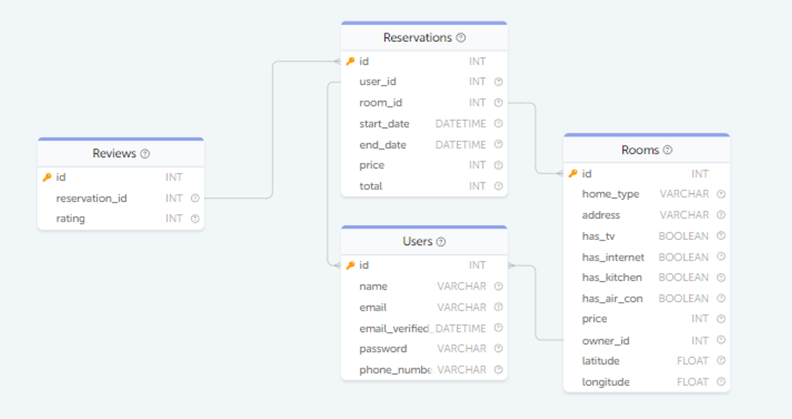 Reservations
id INT
user_id INT
room_id INT
start_date DATETIME
end_date DATETIME
price INT
total INT
Reviews
id INT
reservation_id INT
rating INT
Users
id INT
name VARCHAR
email VARCHAR
email_verified_ DATETIME
password VARCHAR
phone_numbe VARCHAR
Rooms
id INT
home_type VARCHAR
address VARCHAR
has_tv BOOLEAN
has_internet BOOLEAN
has_kitchen BOOLEAN
has_air_con BOOLEAN
price INT
owner_id INT
latitude FLOAT
longitude FLOAT